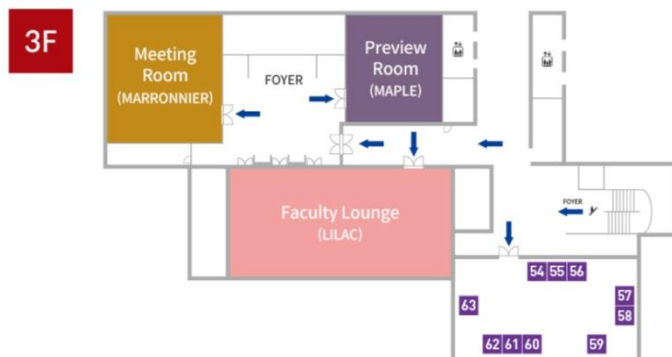 3F
Meeting
Room
(MARRONNIER)
FOYER
Preview
Room
(MAPLE)
Faculty Lounge
(LILAC)
FOYER
54 55 56
57
58
63
62 61 60
59